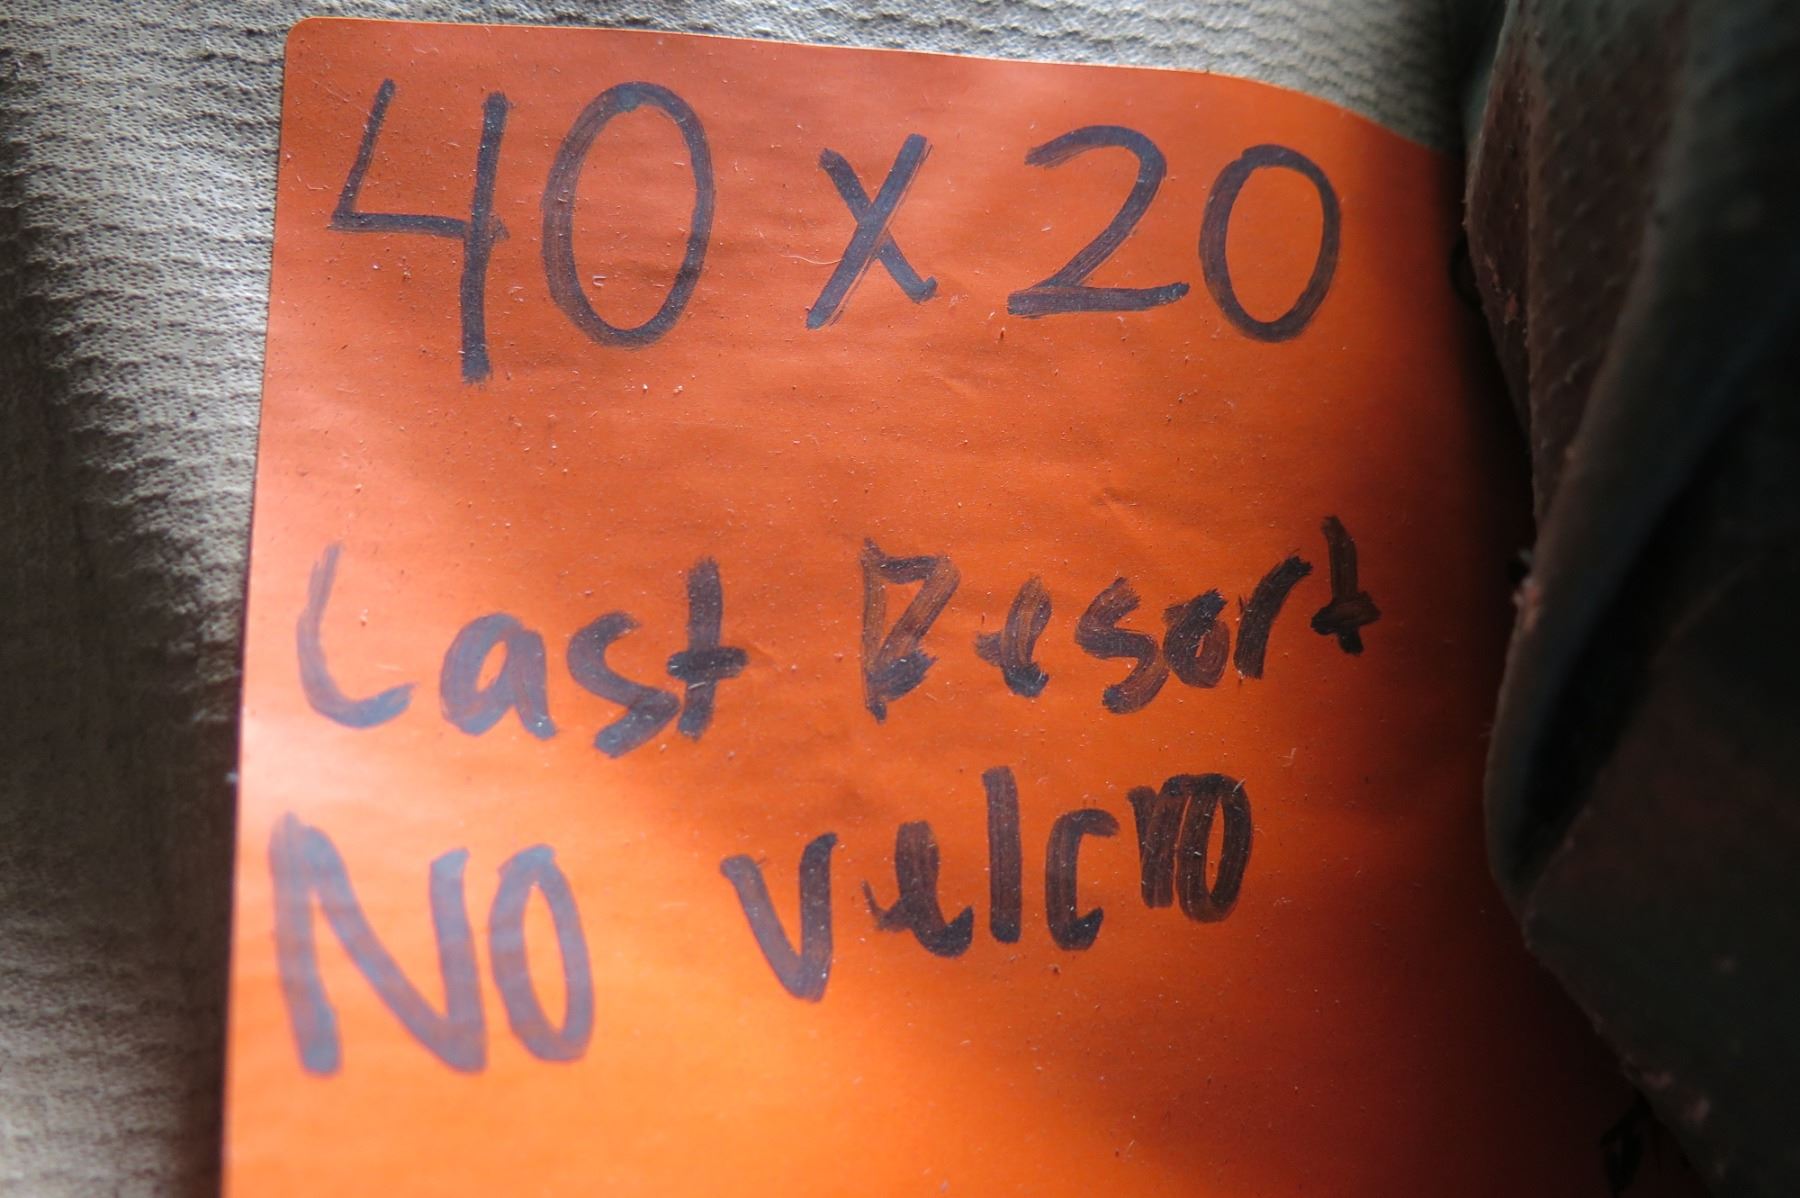 40 x 20
Last Resort
NO velcro